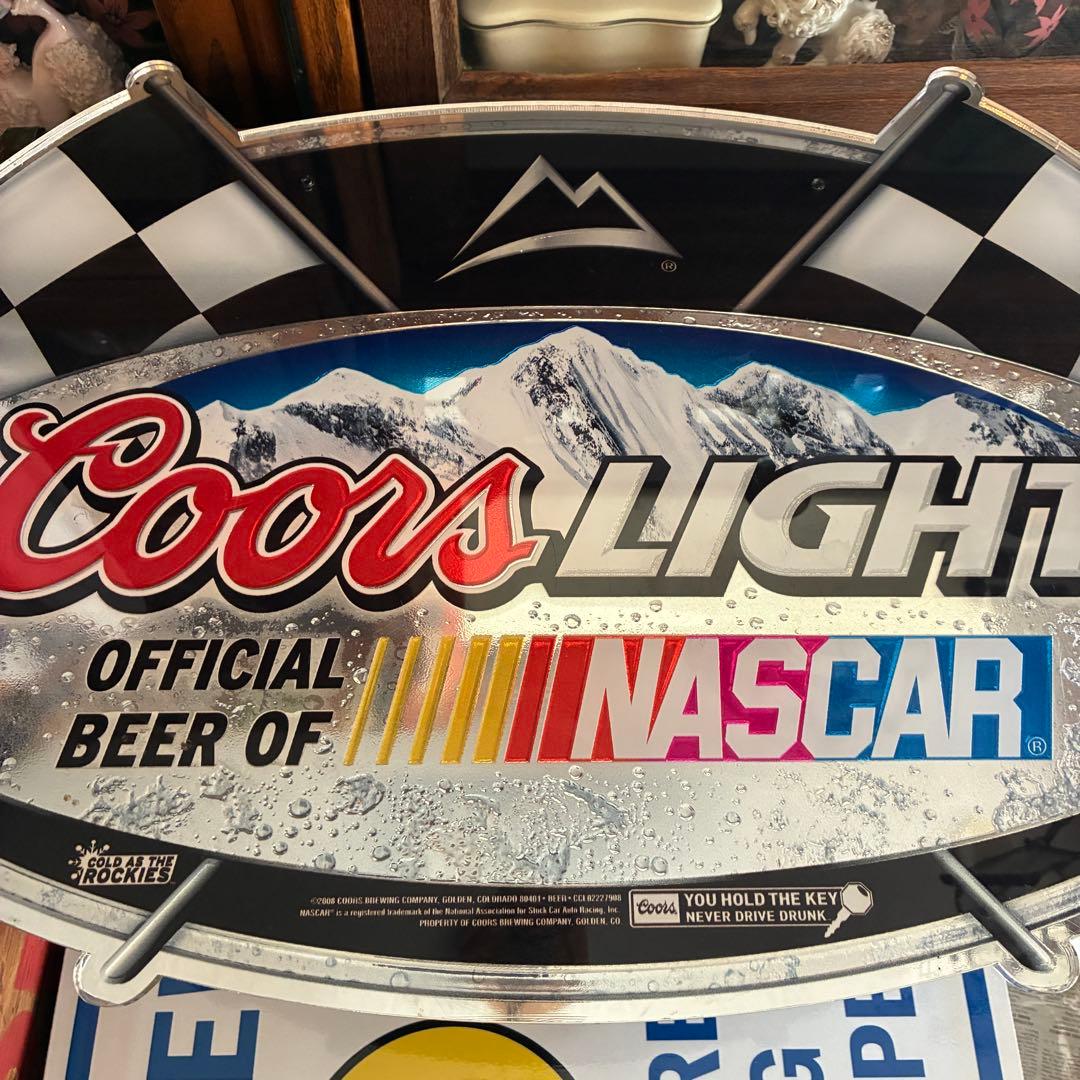 ®
Coors LIGHT
OFFICIAL
BEER OF
NASCAR®
COLD AS THE
ROCKIES
©2008 COORS BREWING COMPANY, GOLDEN, COLORADO 80401 • BEER • CCI 02227908
NASCAR® is a registered trademark of the National Association for Stock Car Auto Racing, Inc.
PROPERTY OF COORS BREWING COMPANY, GOLDEN, CO
Coors
YOU HOLD THE KEY
NEVER DRIVE DRUNK